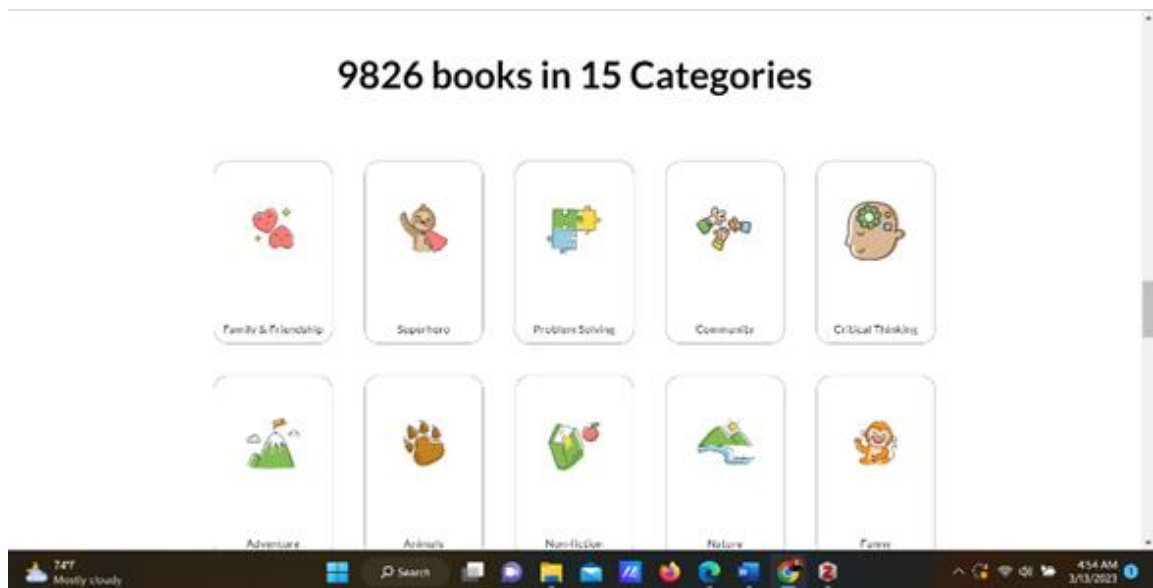 9826 books in 15 Categories
Family & Friendship Superhero Problem Solving Community Critical Thinking
Adventure Animals Non-fiction Nature Funny
74°F
Mostly cloudy
Search
4:54 AM
3/13/2023
1